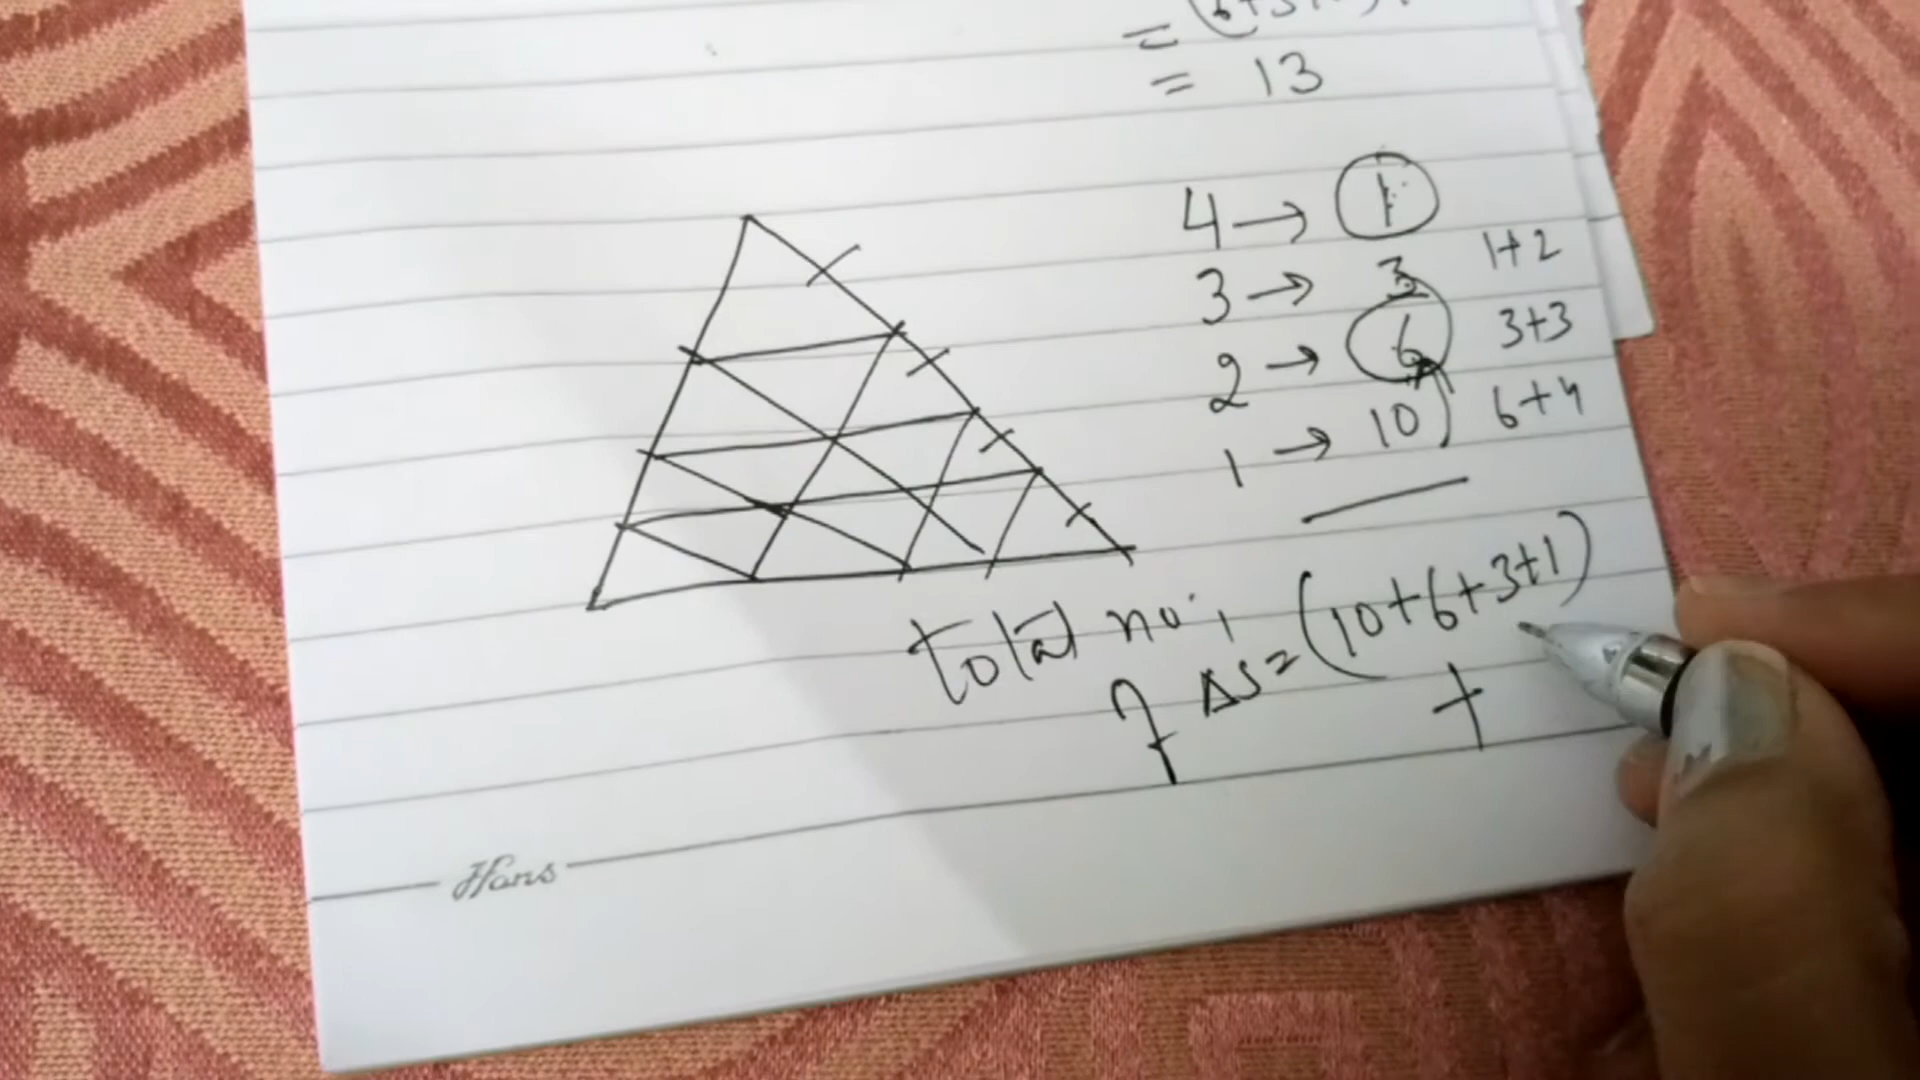 =
= 13
4 → 1
3 → 3 1+2
2 → 6 3+3
1 → 10 6+4
total no.
of Δs = (10+6+3+1)
+
Hans